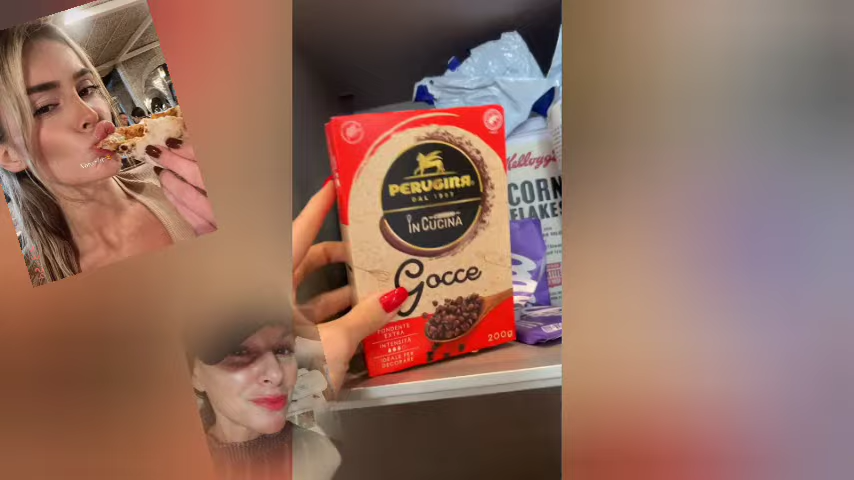 PERUGINA
DAL 1907
IN CUCINA
Gocce
FONDENTE
EXTRA
INTENSITÀ
IDEALE PER
DECORARE
200g
Kellogg's
CORN
FLAKES